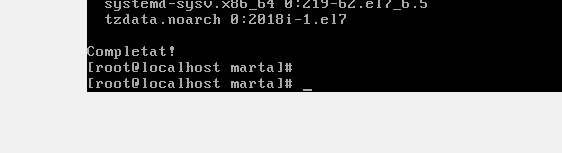 systemd-sysv.x86_64 0:219-62.el7_6.5
tzdata.noarch 0:2018i-1.el7
Completat!
[root@localhost marta]#
[root@localhost marta]# _